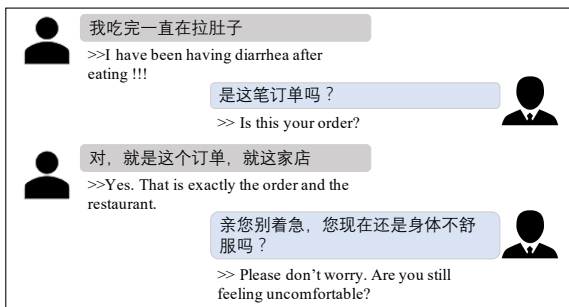 我吃完一直在拉肚子
>>I have been having diarrhea after
eating !!!
是这笔订单吗？
>> Is this your order?
对，就是这个订单，就这家店
>>Yes. That is exactly the order and the
restaurant.
亲您别着急，您现在还是身体不舒
服吗？
>> Please don’t worry. Are you still
feeling uncomfortable?